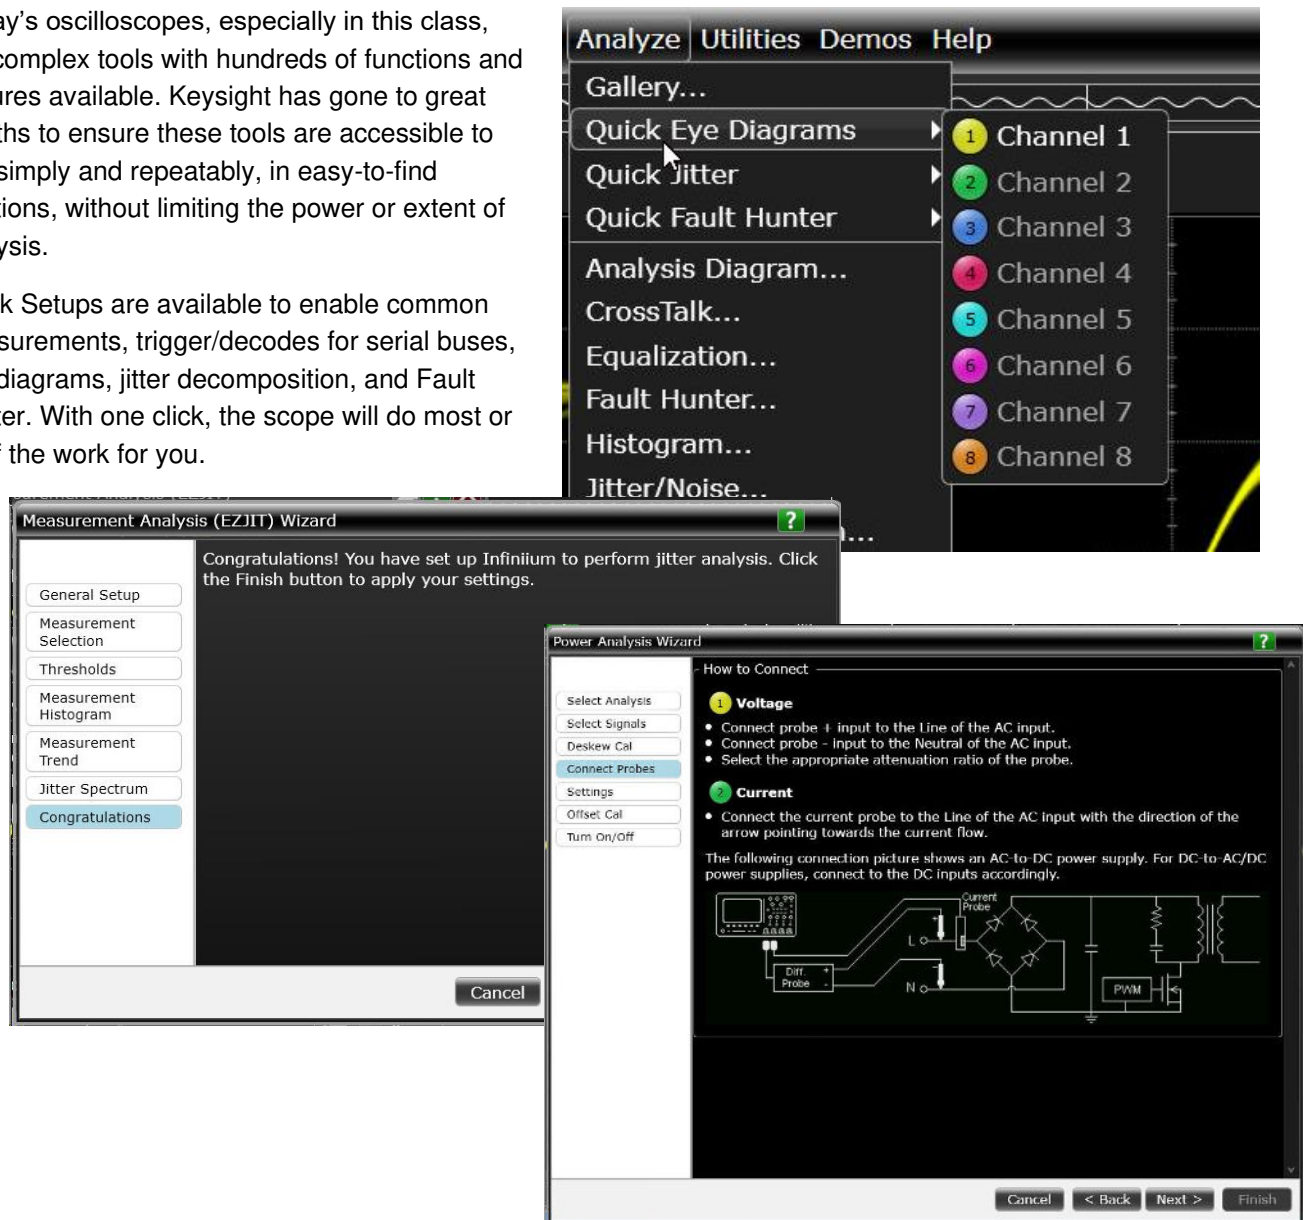 ay's oscilloscopes, especially in this class,
complex tools with hundreds of functions and
ures available. Keysight has gone to great
ths to ensure these tools are accessible to
simply and repeatably, in easy-to-find
tions, without limiting the power or extent of
ysis.
k Setups are available to enable common
surements, trigger/decodes for serial buses,
diagrams, jitter decomposition, and Fault
ter. With one click, the scope will do most or
f the work for you.
Analyze Utilities Demos Help
Gallery...
Quick Eye Diagrams
Quick Jitter
Quick Fault Hunter
Analysis Diagram...
CrossTalk...
Equalization...
Fault Hunter...
Histogram...
Jitter/Noise...
1 Channel 1
2 Channel 2
3 Channel 3
4 Channel 4
5 Channel 5
6 Channel 6
7 Channel 7
8 Channel 8
Measurement Analysis (EZJIT) Wizard ?
General Setup
Measurement
Selection
Thresholds
Measurement
Histogram
Measurement
Trend
Jitter Spectrum
Congratulations
Congratulations! You have set up Infiniium to perform jitter analysis. Click
the Finish button to apply your settings.
Cancel
Power Analysis Wizard ?
Select Analysis
Select Signals
Deskew Cal
Connect Probes
Settings
Offset Cal
Turn On/Off
How to Connect
1 Voltage
• Connect probe + input to the Line of the AC input.
• Connect probe - input to the Neutral of the AC input.
• Select the appropriate attenuation ratio of the probe.
2 Current
• Connect the current probe to the Line of the AC input with the direction of the
arrow pointing towards the current flow.
The following connection picture shows an AC-to-DC power supply. For DC-to-AC/DC
power supplies, connect to the DC inputs accordingly.
Current
Probe
+
L
Diff. +
Probe -
-
N
PWM
Cancel < Back Next > Finish